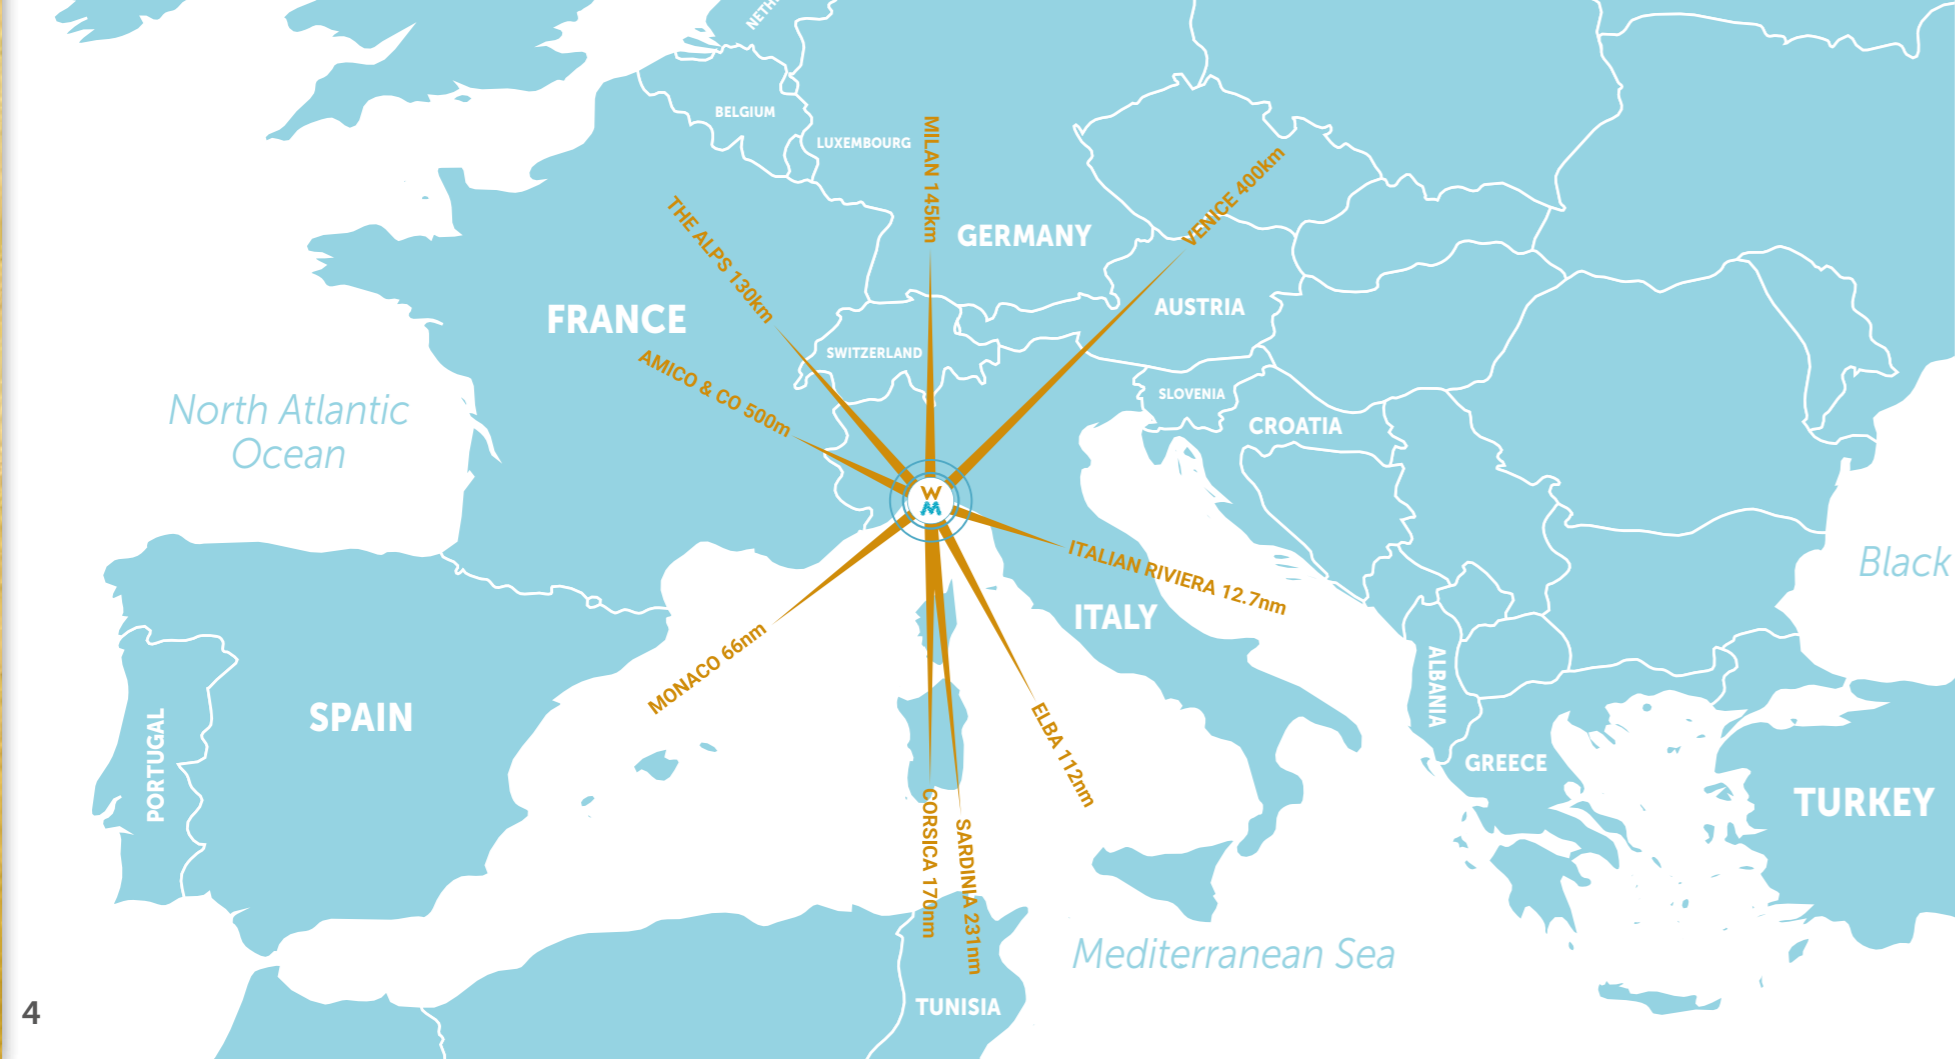 NETH
BELGIUM
LUXEMBOURG
MILAN 145km
GERMANY
VENICE 400km
THE ALPS 130km
FRANCE
AUSTRIA
SWITZERLAND
AMICO & CO 500m
SLOVENIA
CROATIA
North Atlantic
Ocean
W
M
ITALIAN RIVIERA 12.7nm
Black
ITALY
MONACO 66nm
SPAIN
PORTUGAL
ALBANIA
ELBA 112nm
GREECE
TURKEY
CORSICA 170nm
SARDINIA 231nm
Mediterranean Sea
TUNISIA
4